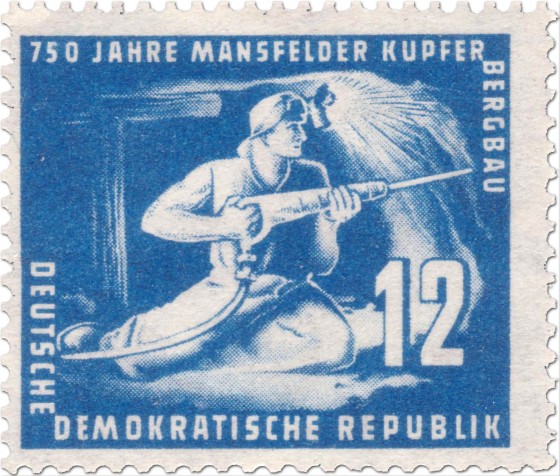 750 JAHRE MANSFELDER KUPFER
BERGBAU
12
DEUTSCHE
DEMOKRATISCHE REPUBLIK